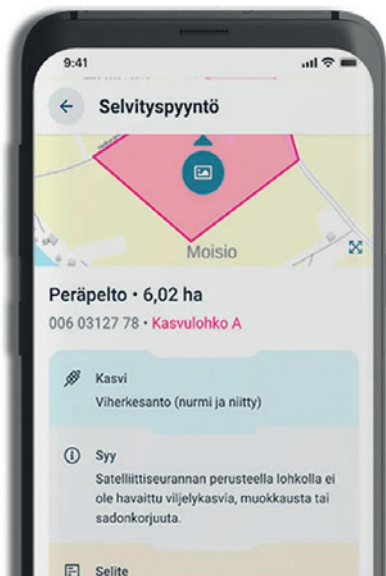 9:41
Selvityspyyntö
Moisio
Peräpelto • 6,02 ha
006 03127 78 • Kasvulohko A
Kasvi
Viherkesanto (nurmi ja niitty)
Syy
Satelliittiseurannan perusteella lohkolla ei
ole havaittu viljelykasvia, muokkausta tai
sadonkorjuuta.
Selite